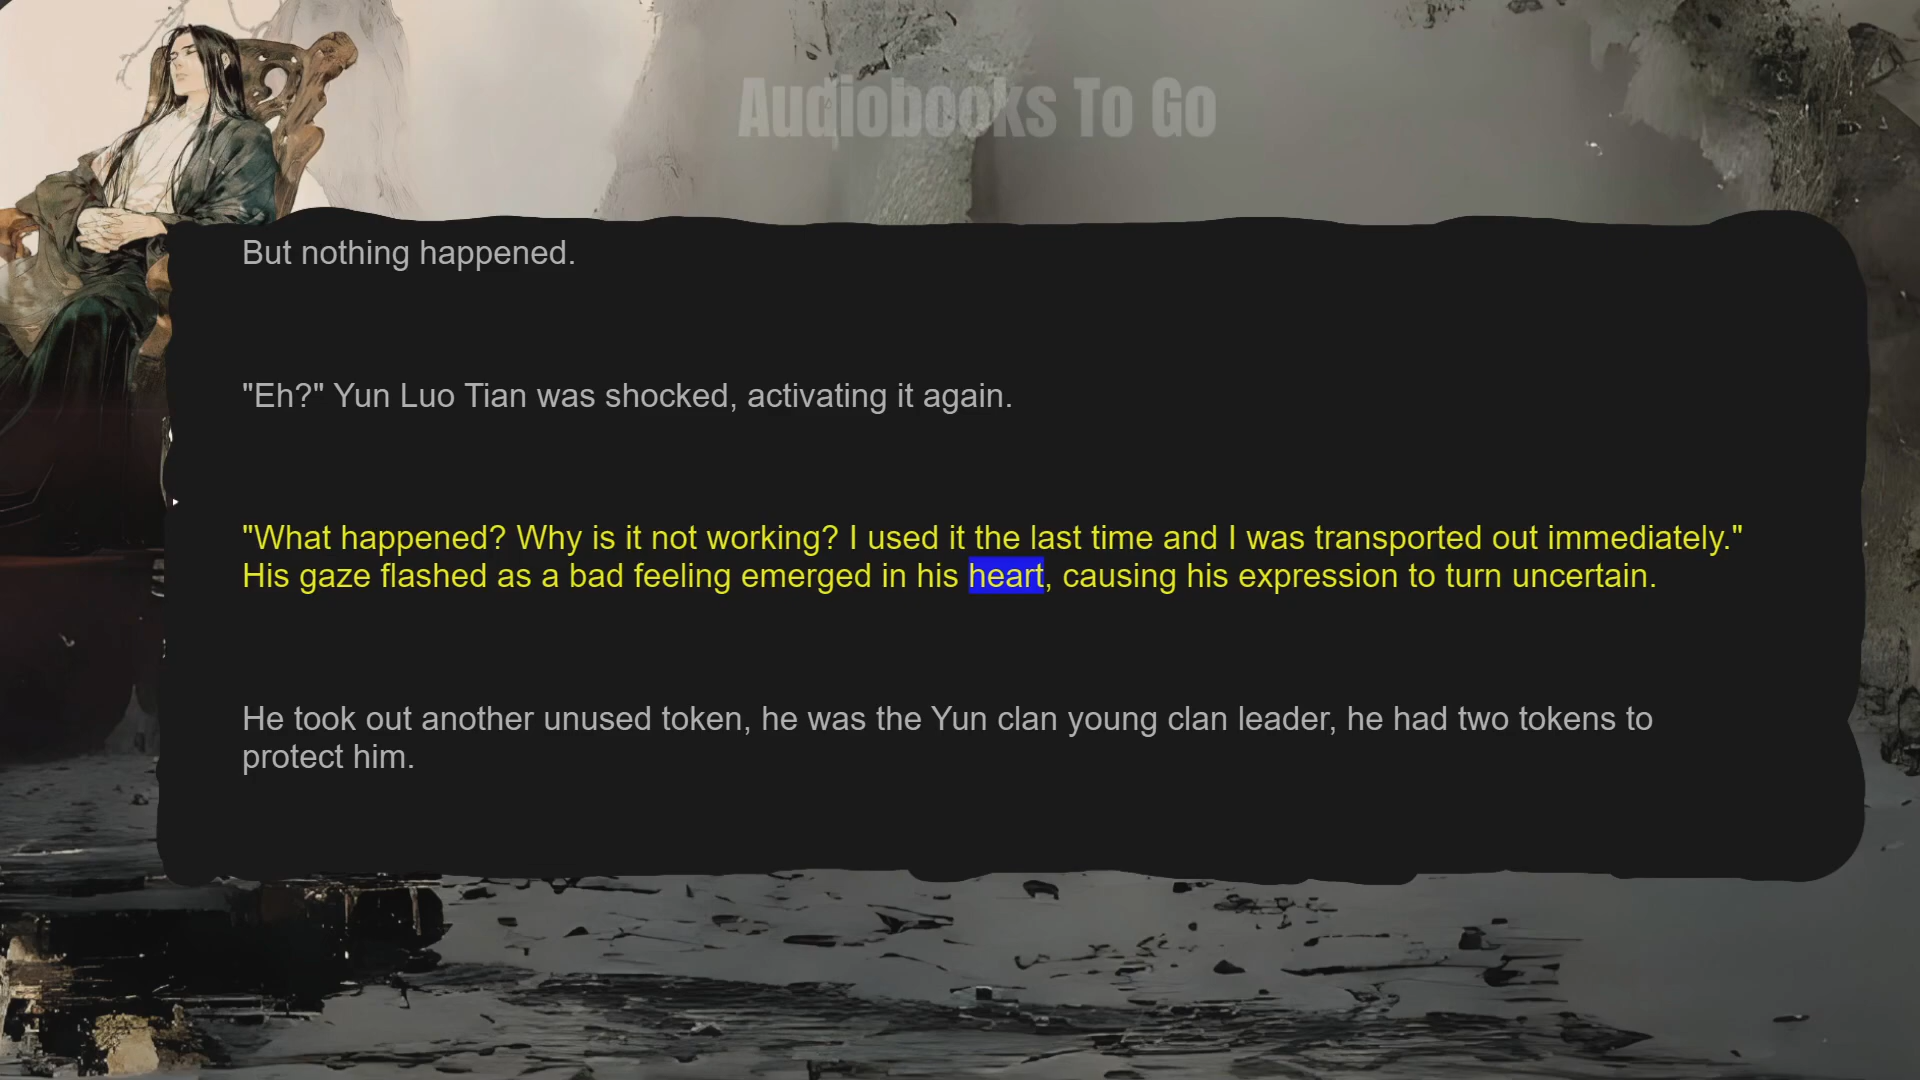 Audiobooks To Go
But nothing happened.
"Eh?" Yun Luo Tian was shocked, activating it again.
"What happened? Why is it not working? I used it the last time and I was transported out immediately."
His gaze flashed as a bad feeling emerged in his heart, causing his expression to turn uncertain.
He took out another unused token, he was the Yun clan young clan leader, he had two tokens to
protect him.